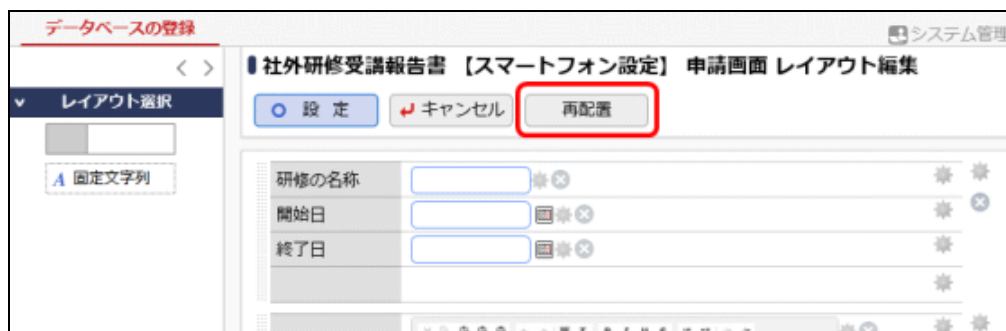 データベースの登録
システム管理
< >
社外研修受講報告書 【スマートフォン設定】 申請画面 レイアウト編集
レイアウト選択
設 定
キャンセル
再配置
A 固定文字列
研修の名称
開始日
終了日